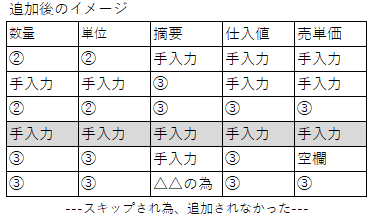 追加後のイメージ
数量 単位 摘要 仕入値 売単価
② ② 手入力 手入力 手入力
手入力 手入力 ③ 手入力 手入力
② ② ③ ③ ③
手入力 手入力 手入力 手入力 手入力
③ ③ 手入力 ③ 空欄
③ ③ △△の為 ③ ③
---スキップされ為、追加されなかった---